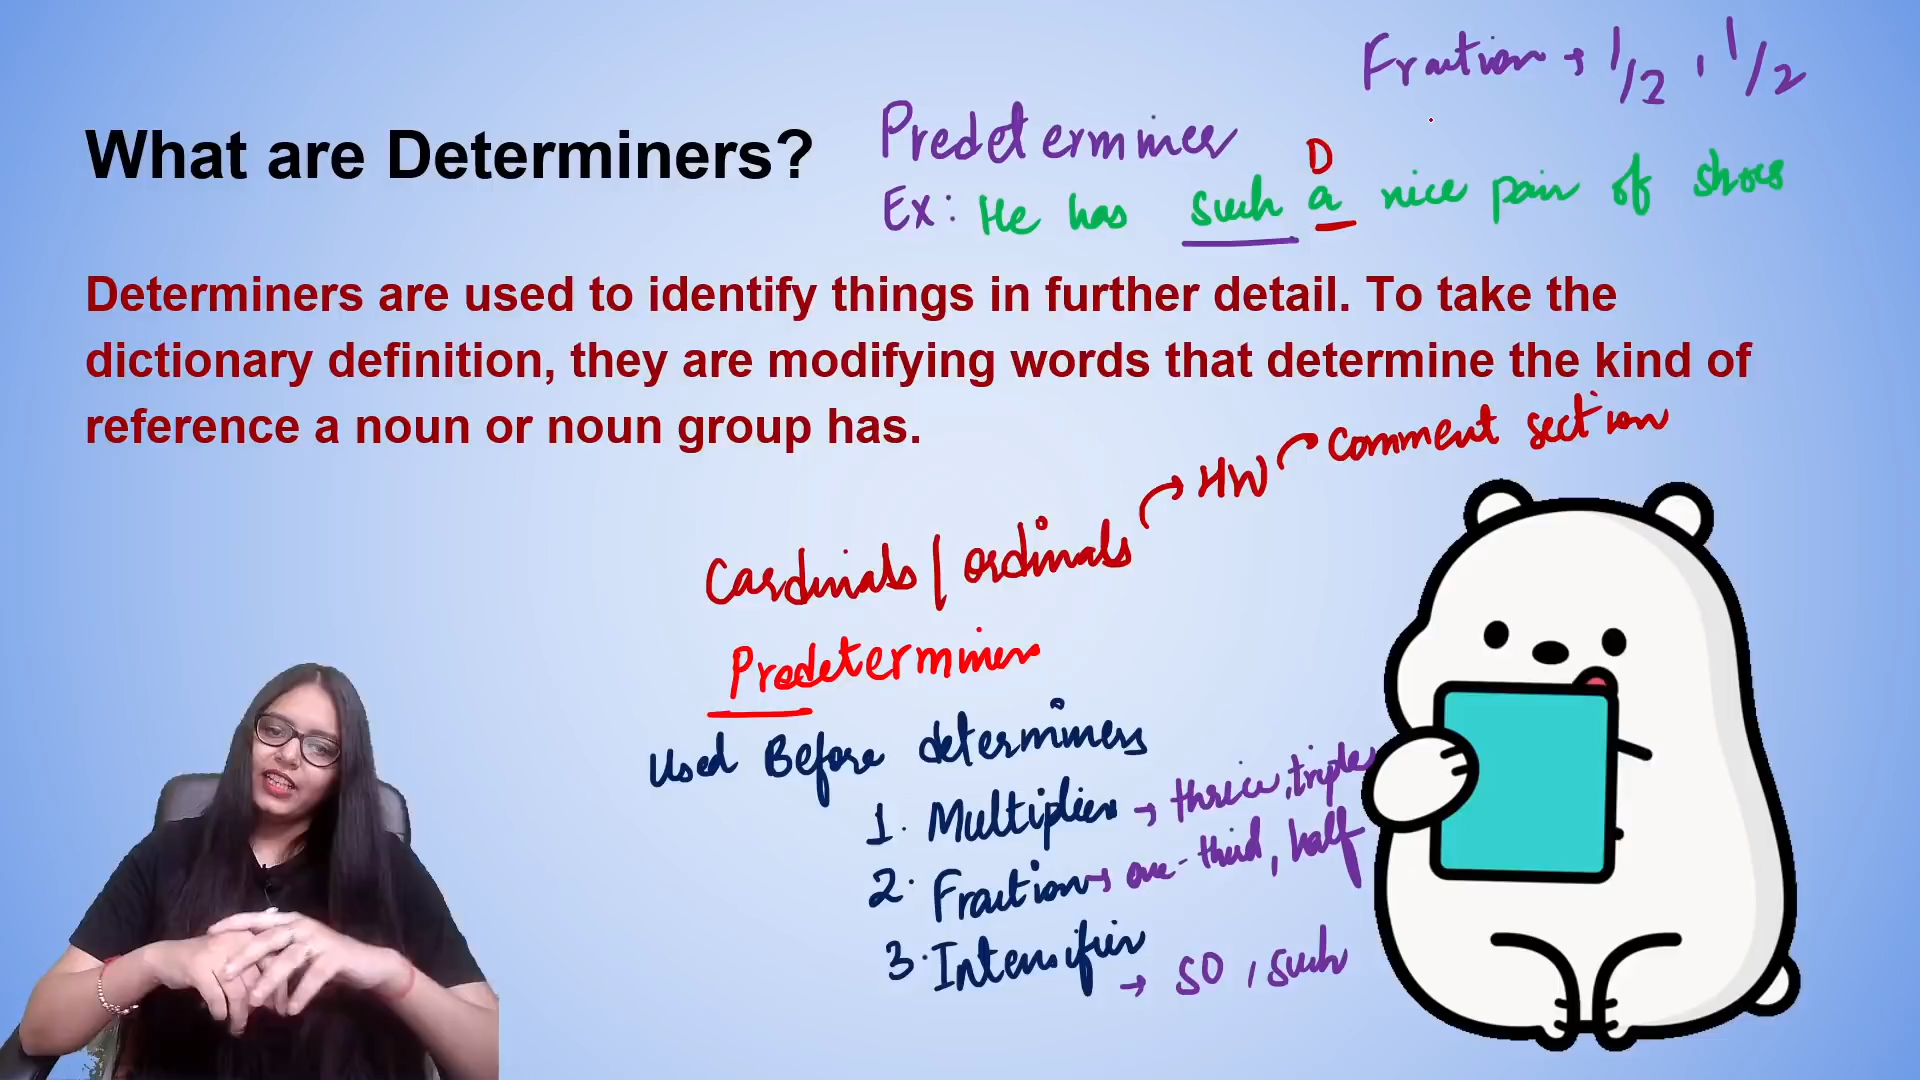 Fraction → 1/2 , 1/2
What are Determiners?
Predeterminer
D
Ex: He has such a nice pair of shoes
Determiners are used to identify things in further detail. To take the
dictionary definition, they are modifying words that determine the kind of
reference a noun or noun group has.
Cardinals / ordinals → HW → Comment section
Predeterminer
Used Before determiners
1. Multiplier → thrice, triple
2. Fraction → one-third, half
3. Intensifier
→ so, such